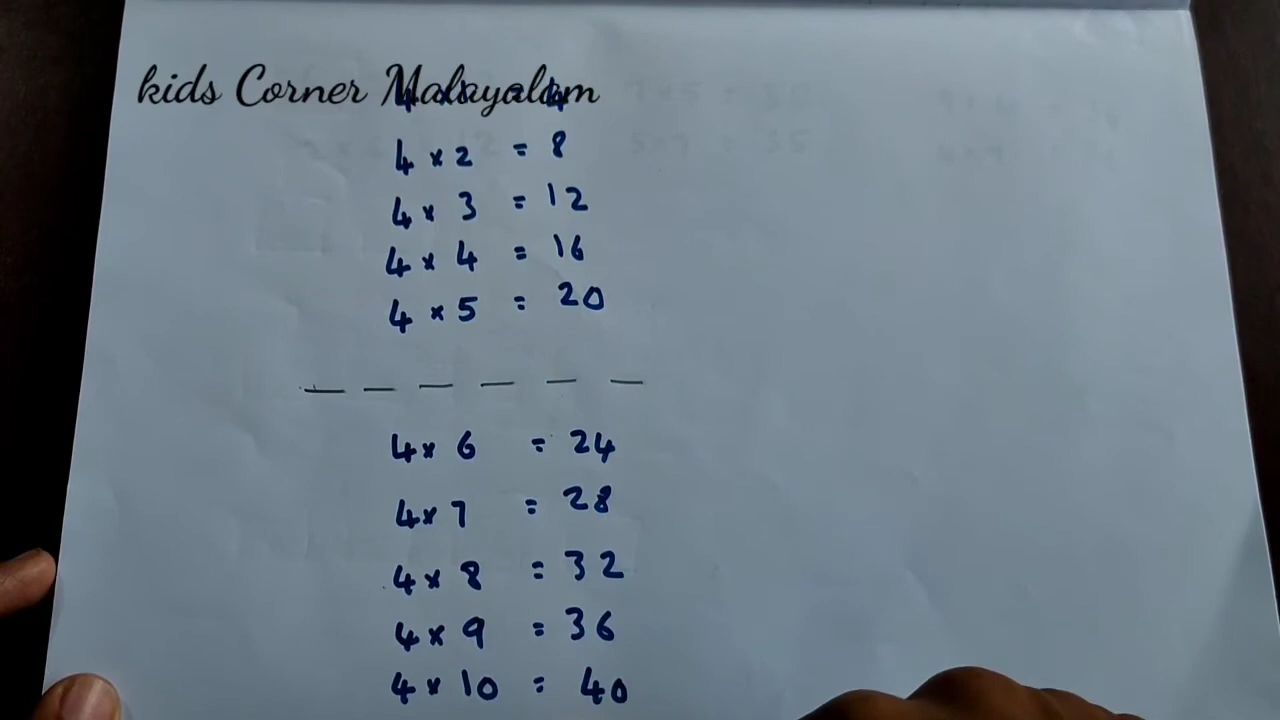 kids Corner Malayalam
4 × 2 = 8
4 × 3 = 12
4 × 4 = 16
4 × 5 = 20
4 × 6 = 24
4 × 7 = 28
4 × 8 = 32
4 × 9 = 36
4 × 10 = 40